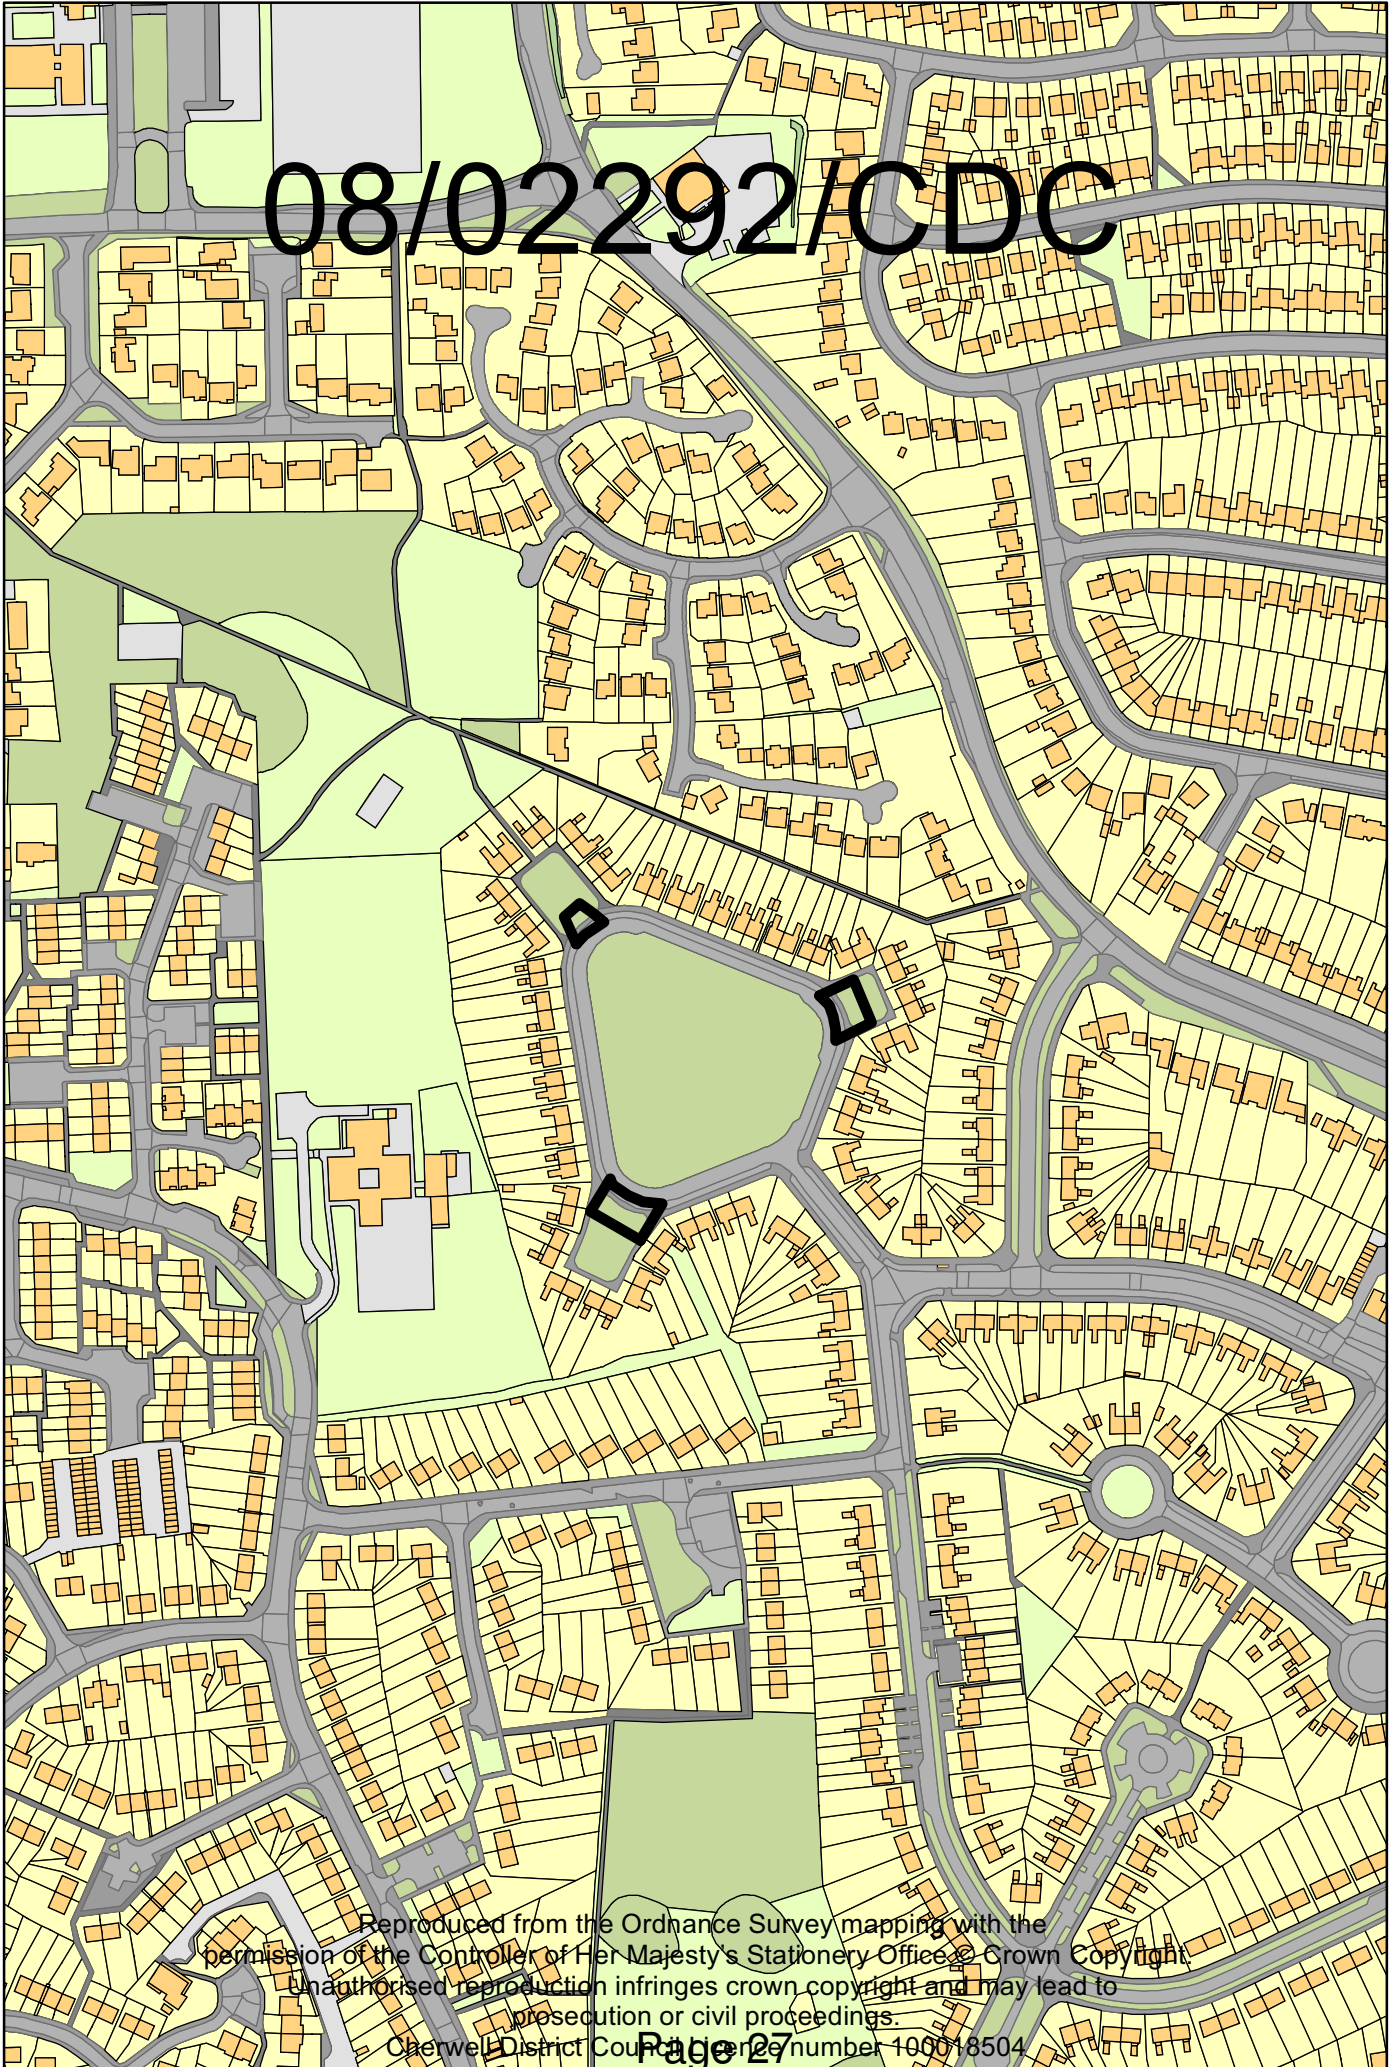 08/02292/CDC
Reproduced from the Ordnance Survey mapping with the
permission of the Controller of Her Majesty's Stationery Office © Crown Copyright.
Unauthorised reproduction infringes crown copyright and may lead to
prosecution or civil proceedings.
Cherwell District Council Licence number 100018504
Page 27